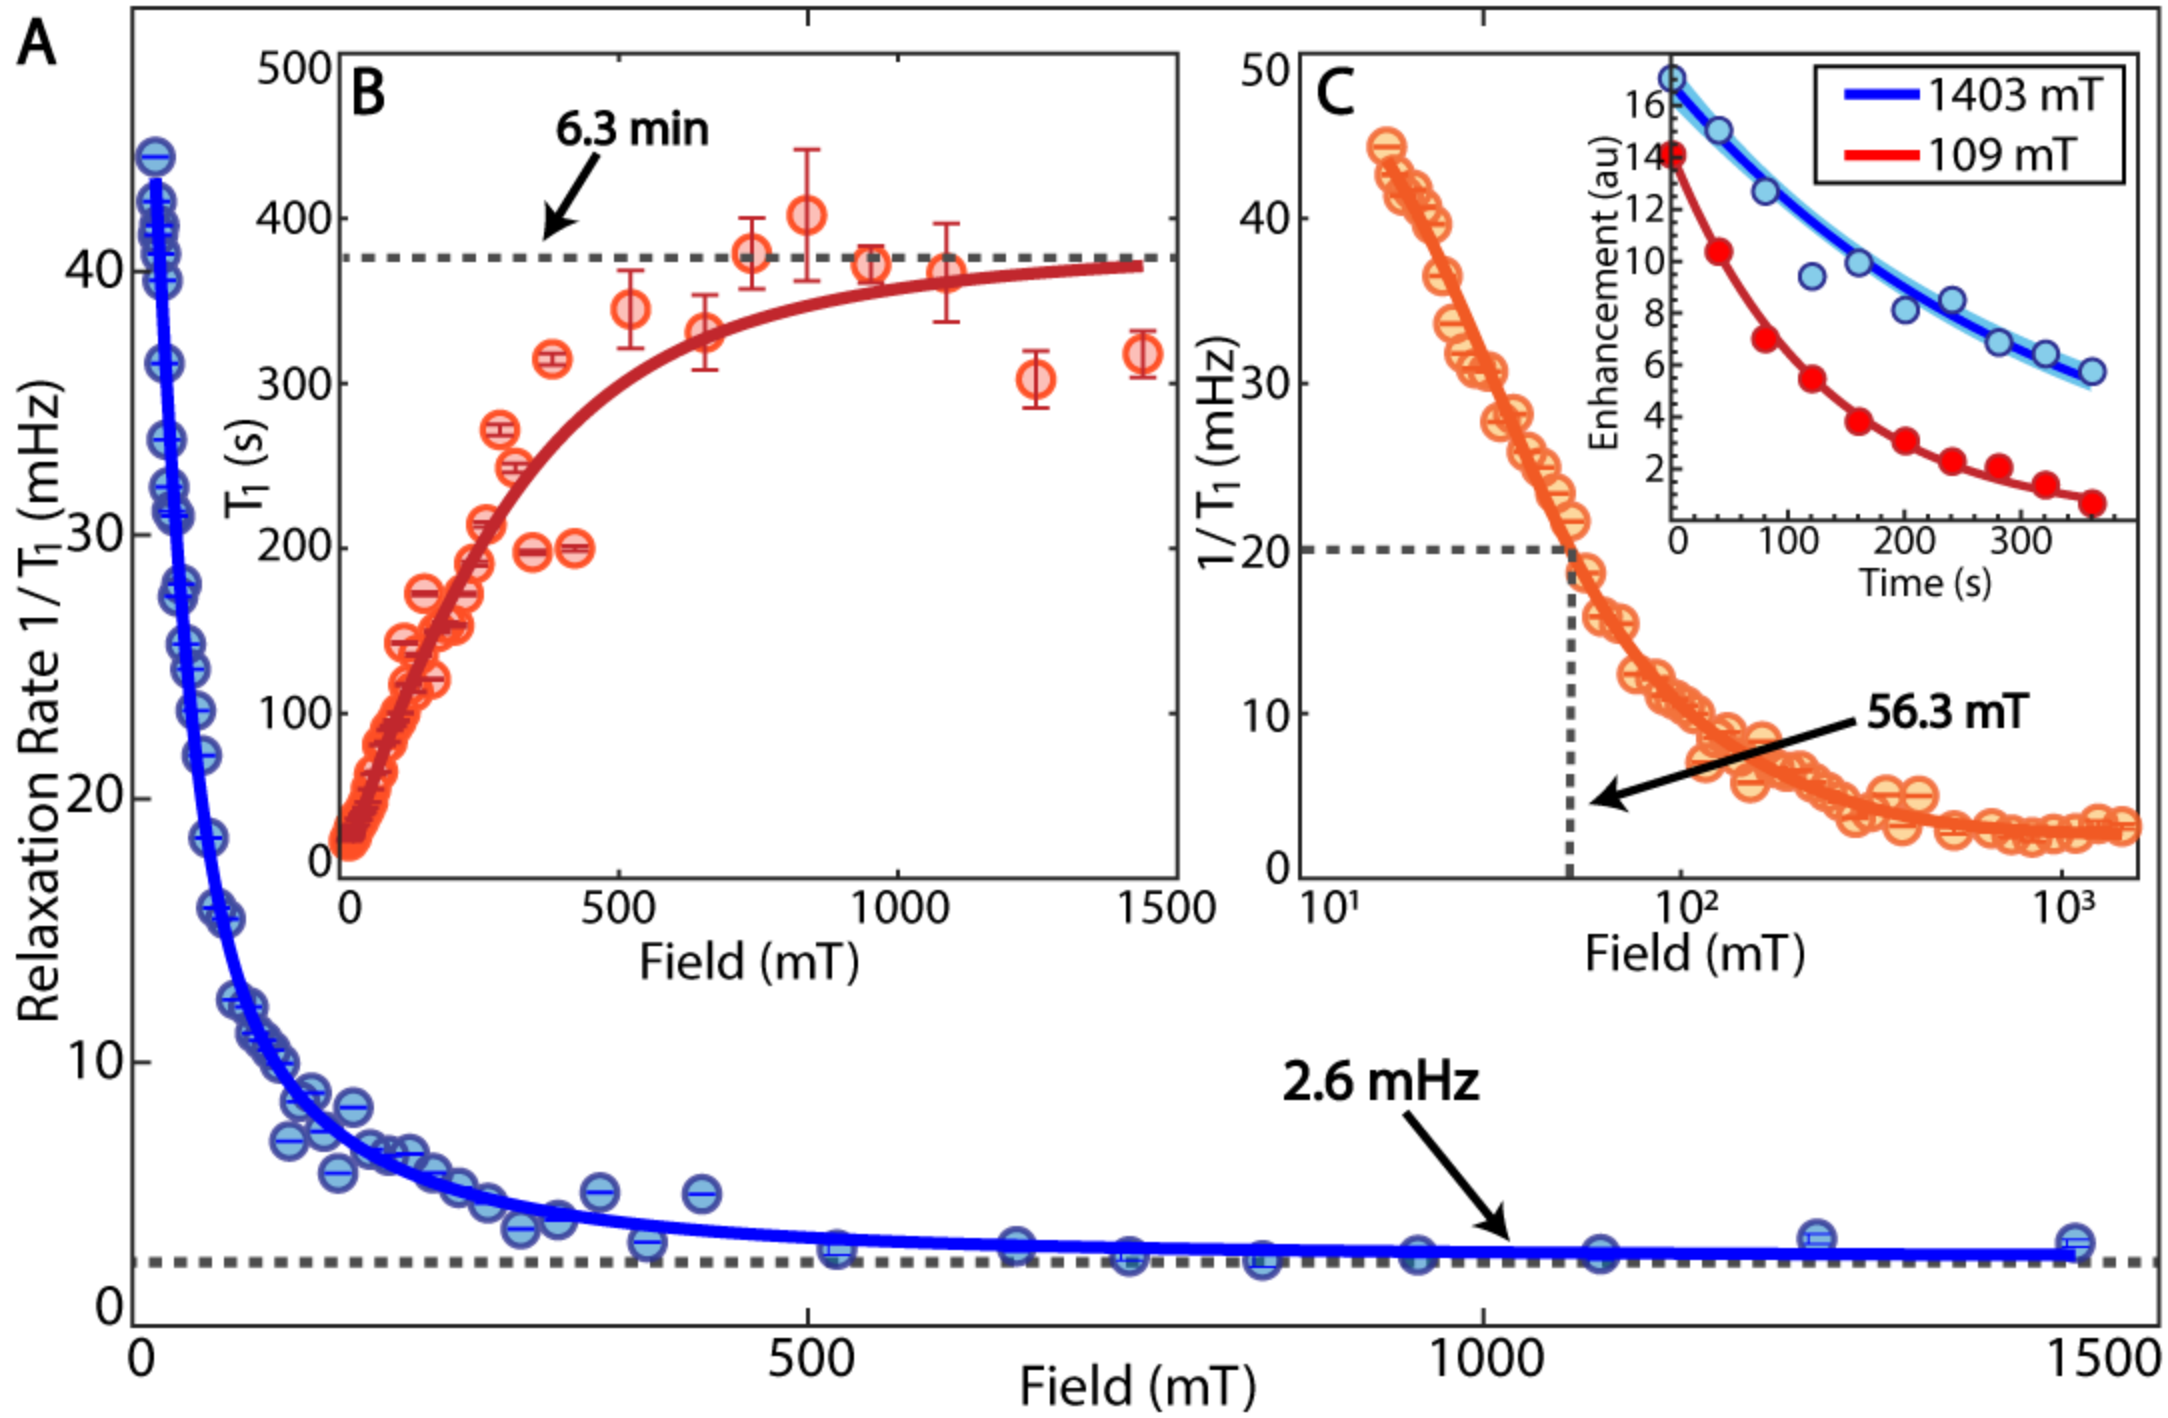 A
Relaxation Rate 1/T₁ (mHz)
40
30
20
10
0
0
500
1000
1500
Field (mT)
2.6 mHz
B
T₁ (s)
500
400
300
200
100
0
0
500
1000
1500
Field (mT)
6.3 min
C
1/T₁ (mHz)
50
40
30
20
10
0
10¹
10²
10³
Field (mT)
56.3 mT
1403 mT
109 mT
Enhancement (au)
16
14
12
10
8
6
4
2
0
100
200
300
Time (s)